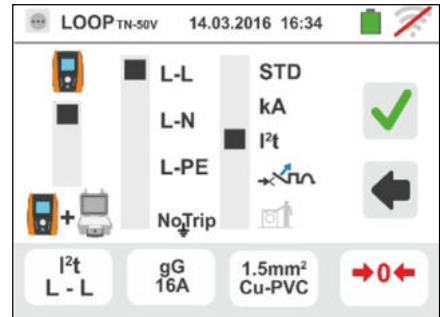 LOOP TN-50V 14.03.2016 16:34
L-L STD
L-N kA
I²t
L-PE
NoTrip
+
I²t
L - L
gG
16A
1.5mm²
Cu-PVC
→0←